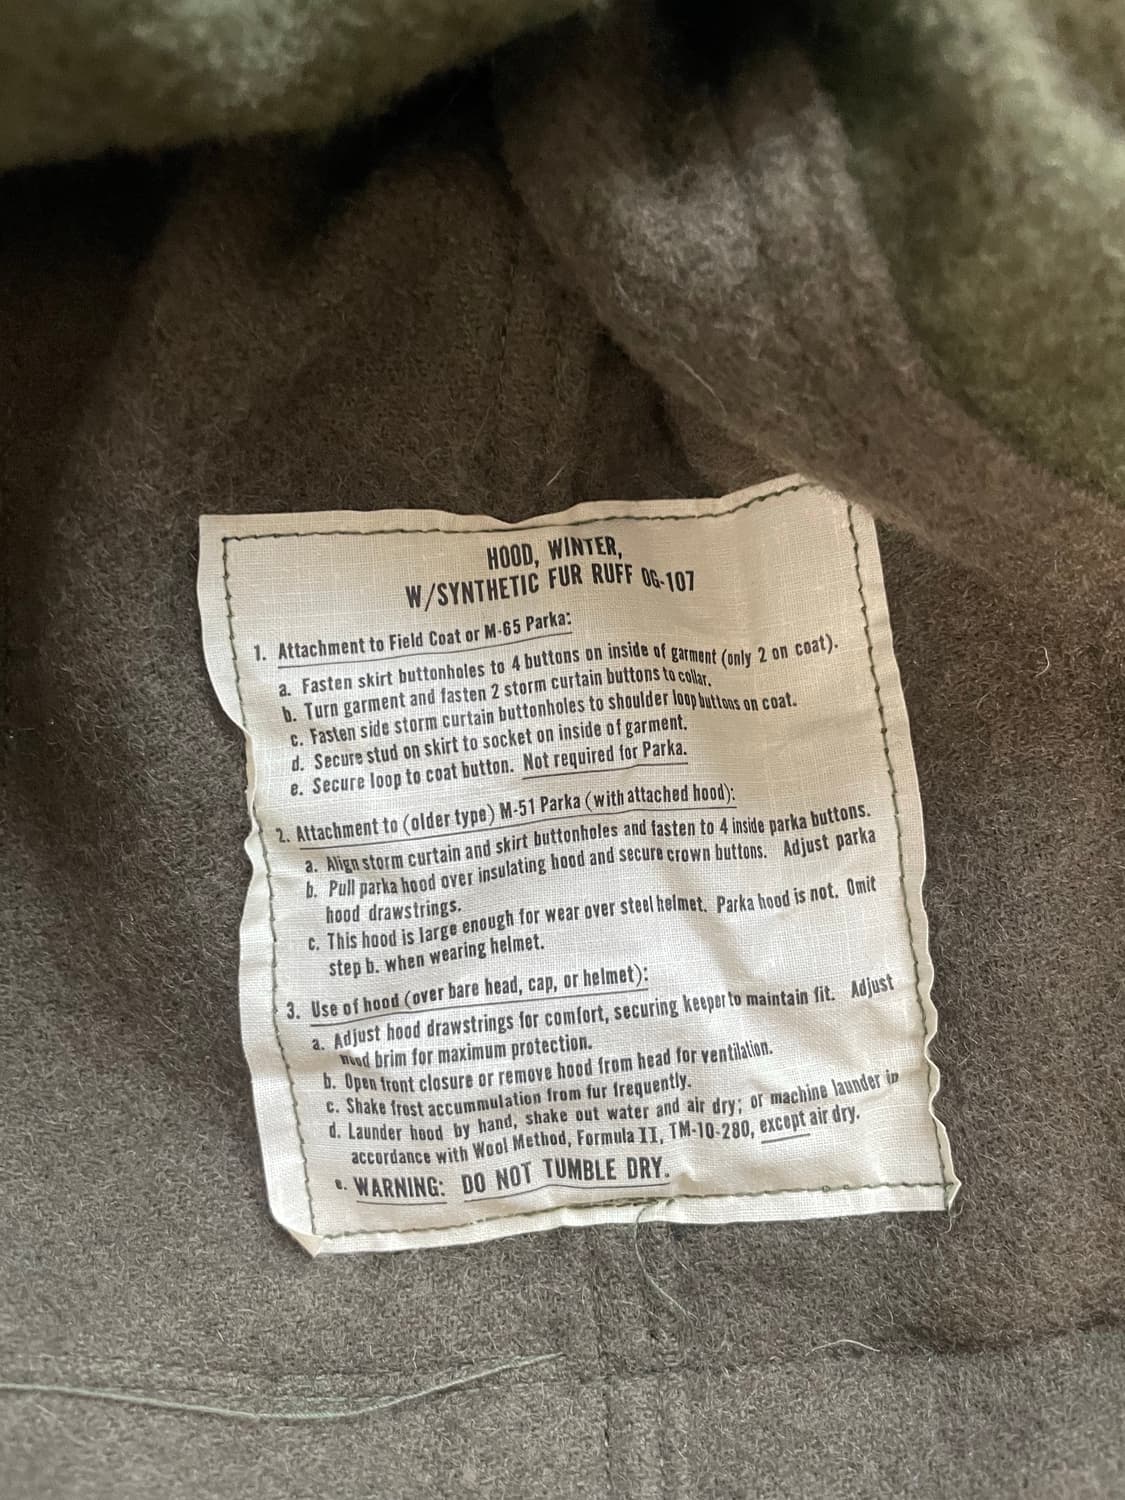 HOOD, WINTER,
W/SYNTHETIC FUR RUFF OG-107
1. Attachment to Field Coat or M-65 Parka:
a. Fasten skirt buttonholes to 4 buttons on inside of garment (only 2 on coat).
b. Turn garment and fasten 2 storm curtain buttons to collar.
c. Fasten side storm curtain buttonholes to shoulder loop buttons on coat.
d. Secure stud on skirt to socket on inside of garment.
e. Secure loop to coat button. Not required for Parka.
2. Attachment to (older type) M-51 Parka (with attached hood):
a. Align storm curtain and skirt buttonholes and fasten to 4 inside parka buttons.
b. Pull parka hood over insulating hood and secure crown buttons. Adjust parka
hood drawstrings.
c. This hood is large enough for wear over steel helmet. Parka hood is not. Omit
step b. when wearing helmet.
3. Use of hood (over bare head, cap, or helmet):
a. Adjust hood drawstrings for comfort, securing keeper to maintain fit. Adjust
hood brim for maximum protection.
b. Open front closure or remove hood from head for ventilation.
c. Shake frost accummulation from fur frequently.
d. Launder hood by hand, shake out water and air dry; or machine launder in
accordance with Wool Method, Formula II, TM-10-280, except air dry.
e. WARNING: DO NOT TUMBLE DRY.